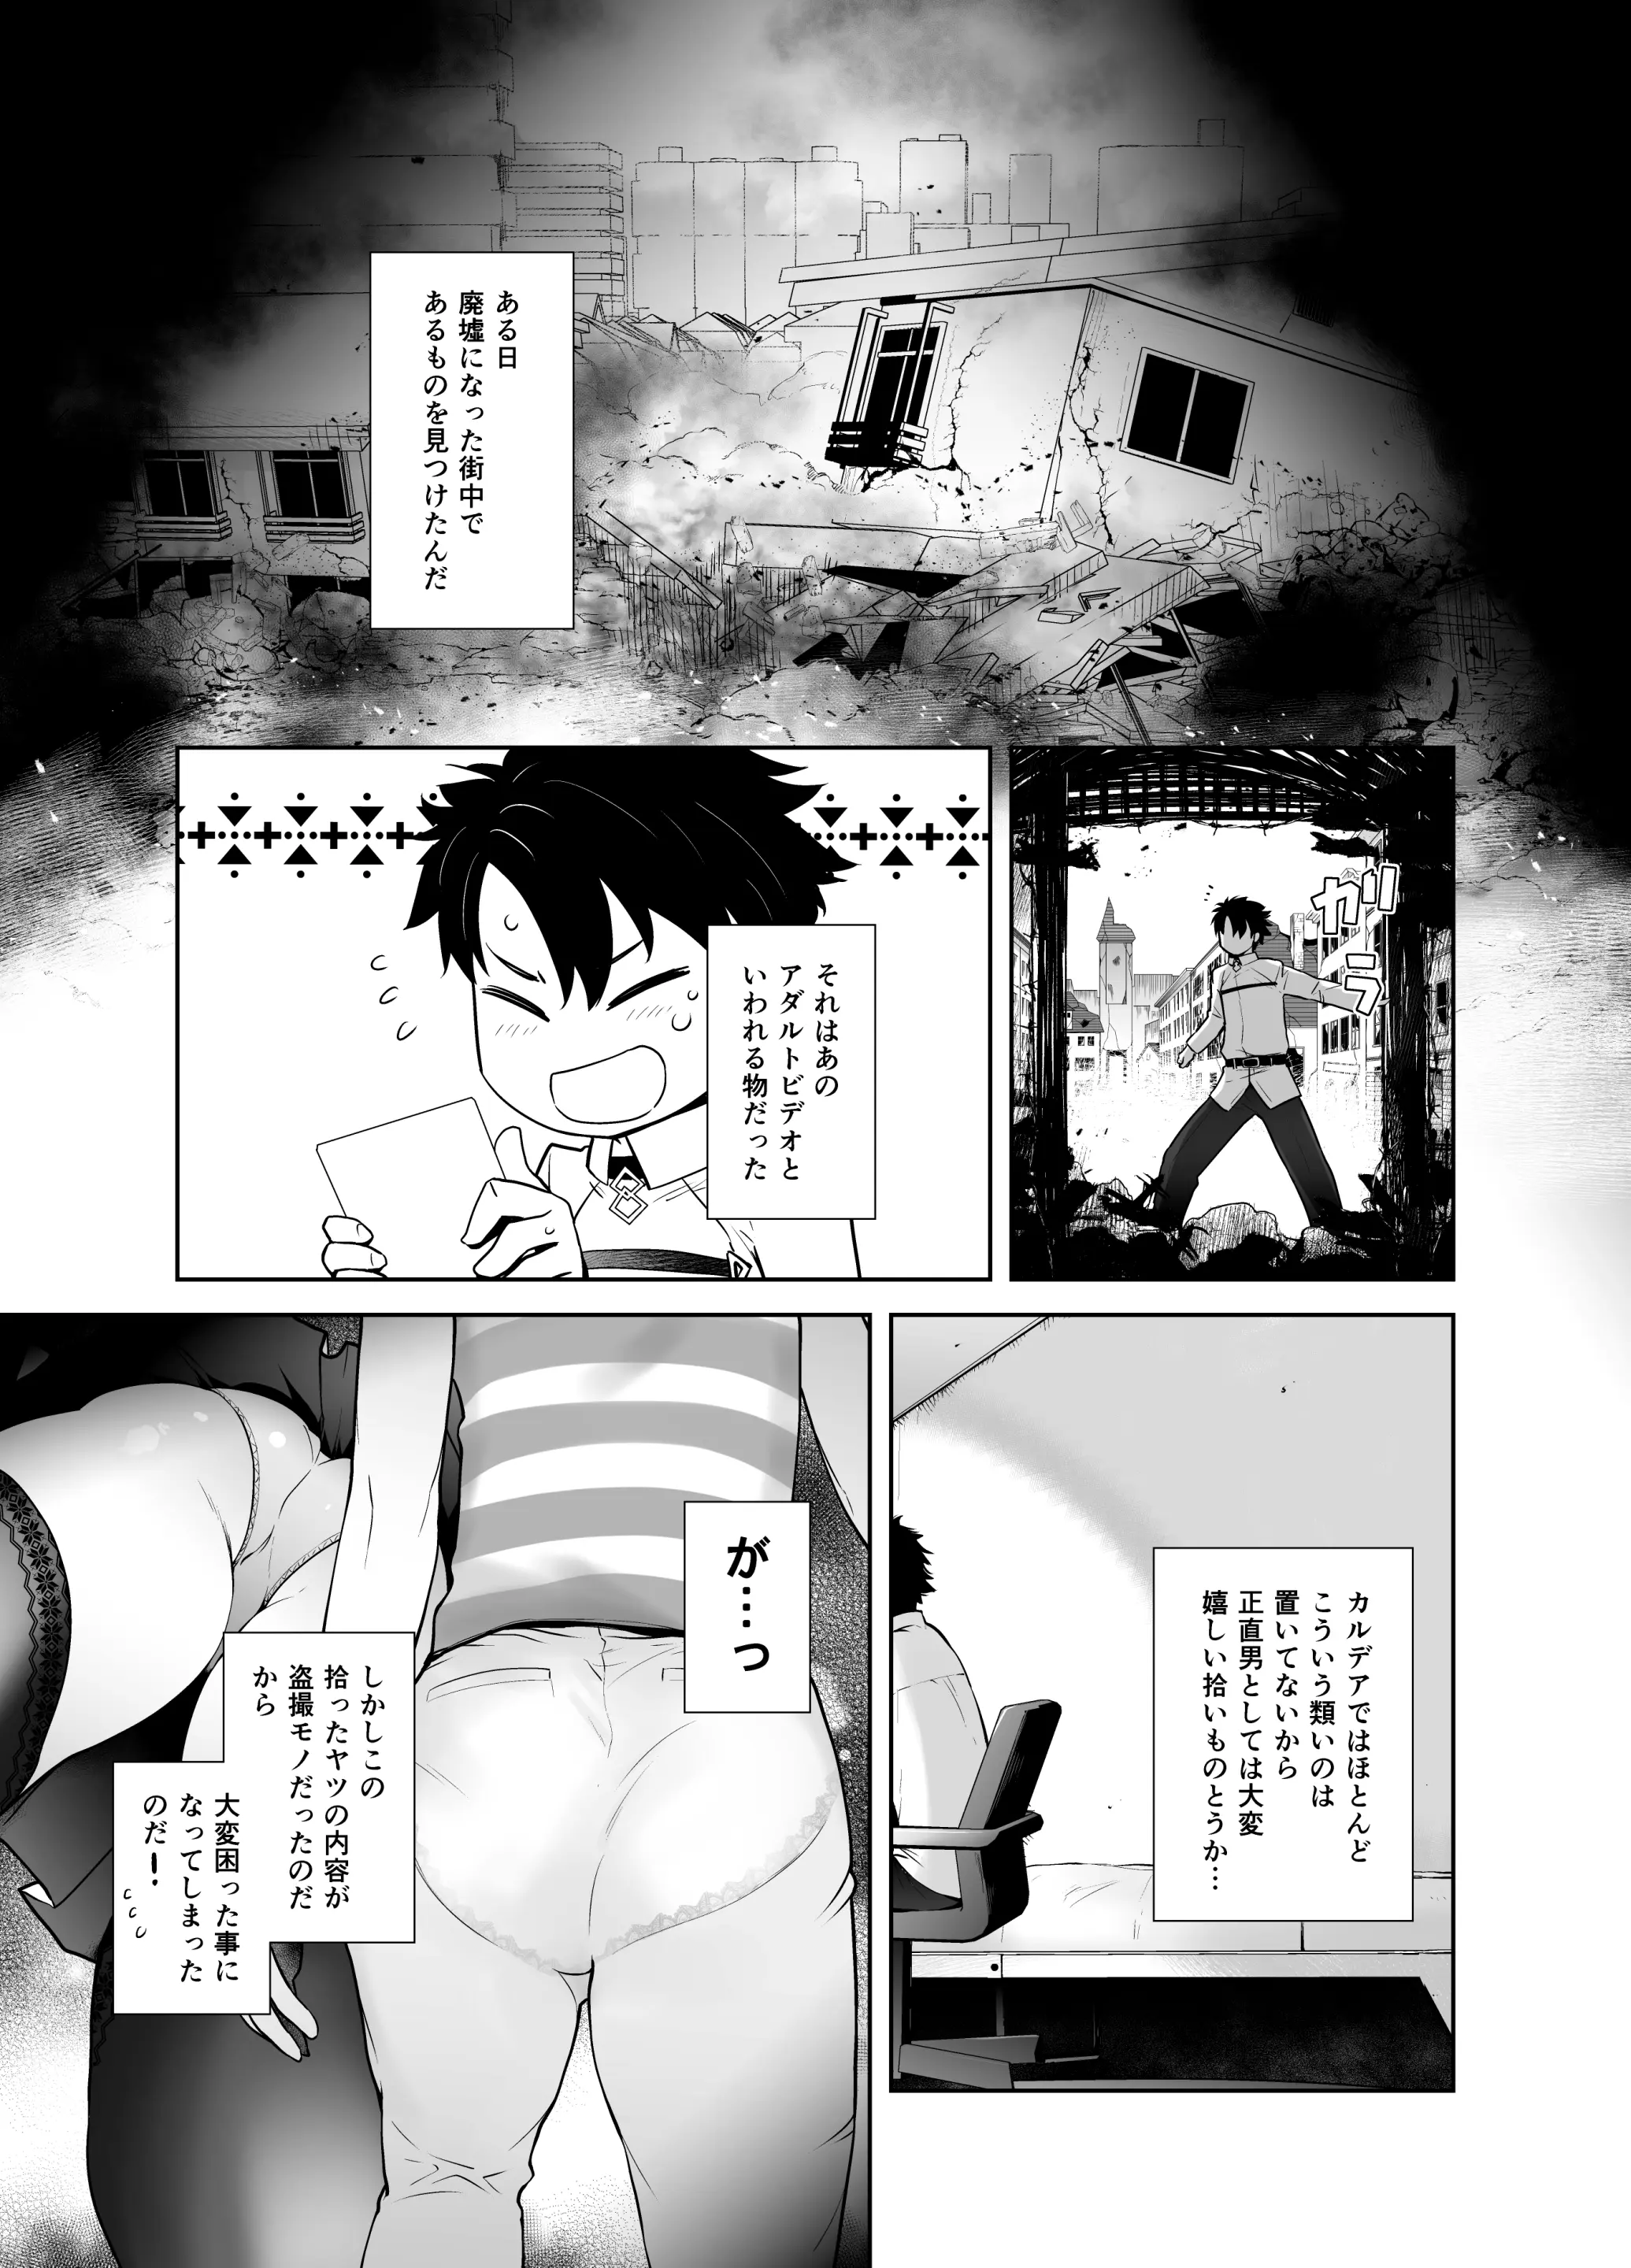 ある日
廃墟になった街中で
あるものを見つけたんだ
ガラ
それはあの
アダルトビデオと
いわれる物だった
カルデアではほとんど
こういう類いのは
置いてないから
正直男としては大変
嬉しい拾いものとうか…
が…っ
しかしこの
拾ったヤツの内容が
盗撮モノだったのだ
から
大変困った事に
なってしまった
のだー